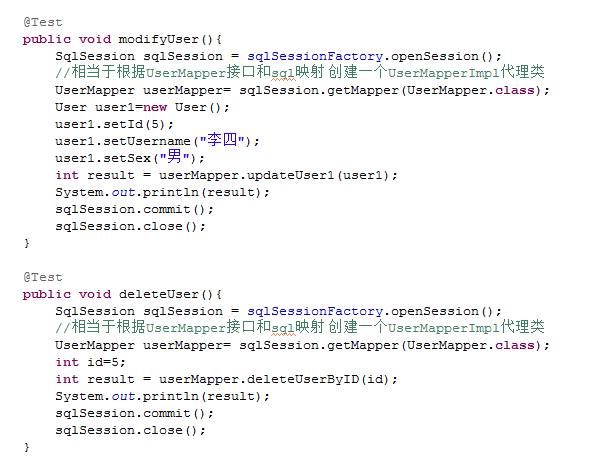 @Test
public void modifyUser(){
SqlSession sqlSession = sqlSessionFactory.openSession();
//相当于根据UserMapper接口和sql映射 创建一个UserMapperImpl代理类
UserMapper userMapper= sqlSession.getMapper(UserMapper.class);
User user1=new User();
user1.setId(5);
user1.setUsername("李四");
user1.setSex("男");
int result = userMapper.updateUser1(user1);
System.out.println(result);
sqlSession.commit();
sqlSession.close();
}
@Test
public void deleteUser(){
SqlSession sqlSession = sqlSessionFactory.openSession();
//相当于根据UserMapper接口和sql映射 创建一个UserMapperImpl代理类
UserMapper userMapper= sqlSession.getMapper(UserMapper.class);
int id=5;
int result = userMapper.deleteUserByID(id);
System.out.println(result);
sqlSession.commit();
sqlSession.close();
}